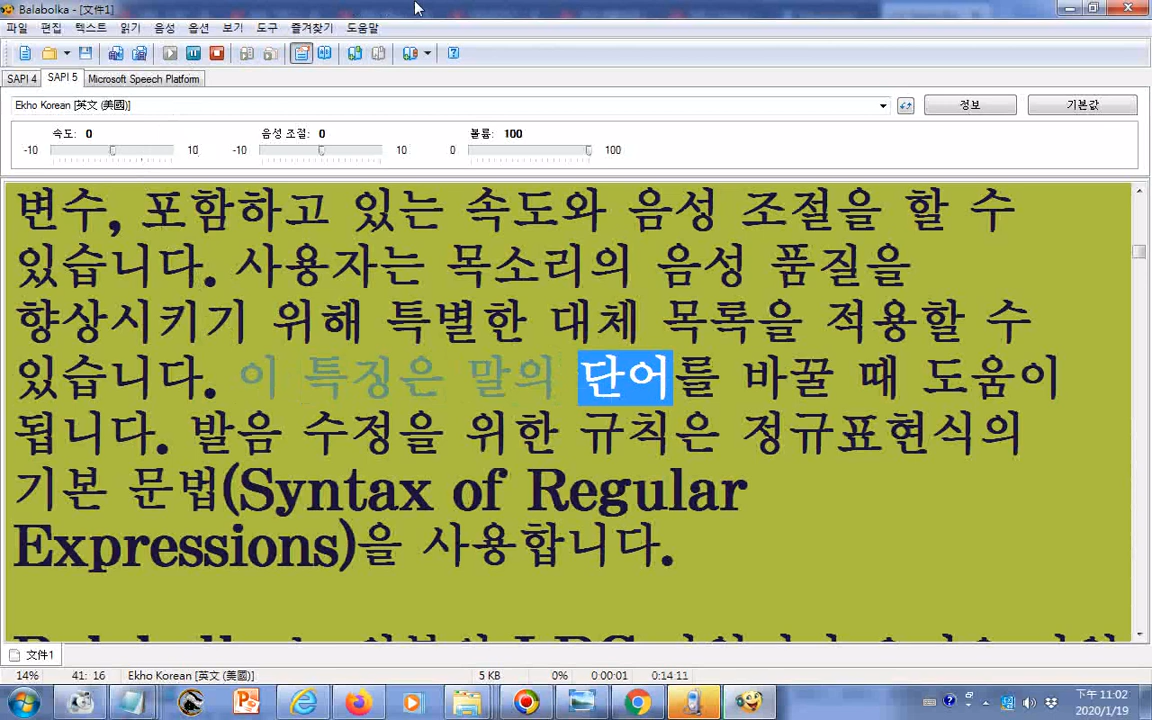 Balabolka - [文件1]
파일 편집 텍스트 읽기 음성 옵션 보기 도구 즐겨찾기 도움말
SAPI 4 SAPI 5 Microsoft Speech Platform
Ekho Korean [英文 (美國)] 정보 기본값
속도: 0 음성 조절: 0 볼륨: 100
-10 10 -10 10 0 100
변수, 포함하고 있는 속도와 음성 조절을 할 수
있습니다. 사용자는 목소리의 음성 품질을
향상시키기 위해 특별한 대체 목록을 적용할 수
있습니다. 이 특징은 말의 단어를 바꿀 때 도움이
됩니다. 발음 수정을 위한 규칙은 정규표현식의
기본 문법(Syntax of Regular
Expressions)을 사용합니다.
文件1
14% 41: 16 Ekho Korean [英文 (美國)] 5 KB 0% 0:00:01 0:14:11
下午 11:02
2020/1/19